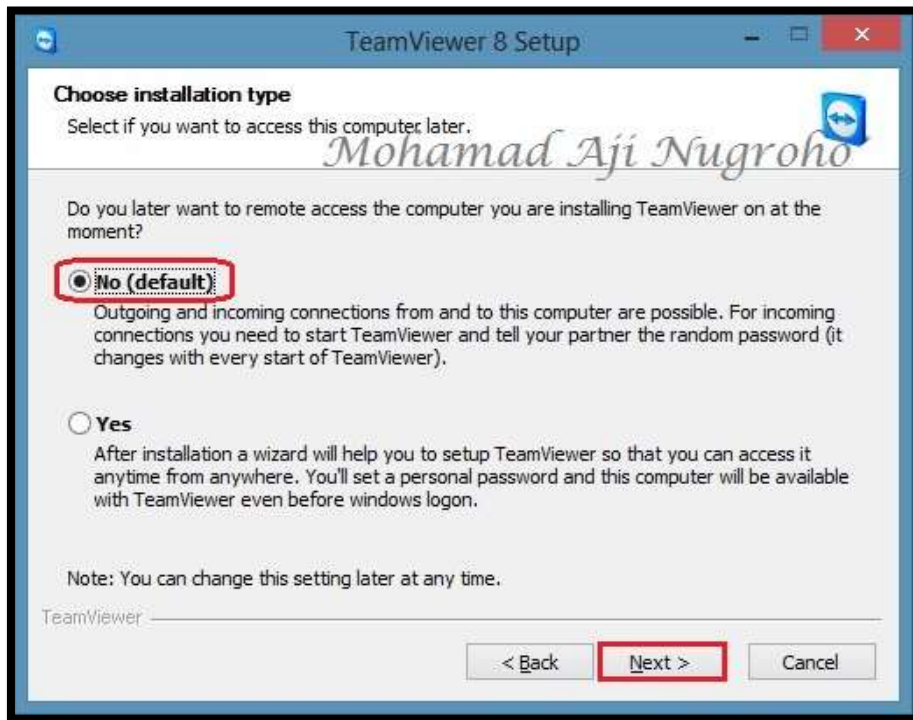 TeamViewer 8 Setup
Choose installation type
Select if you want to access this computer later.
Mohamad Aji Nugroho
Do you later want to remote access the computer you are installing TeamViewer on at the
moment?
No (default)
Outgoing and incoming connections from and to this computer are possible. For incoming
connections you need to start TeamViewer and tell your partner the random password (it
changes with every start of TeamViewer).
Yes
After installation a wizard will help you to setup TeamViewer so that you can access it
anytime from anywhere. You'll set a personal password and this computer will be available
with TeamViewer even before windows logon.
Note: You can change this setting later at any time.
TeamViewer
< Back Next > Cancel